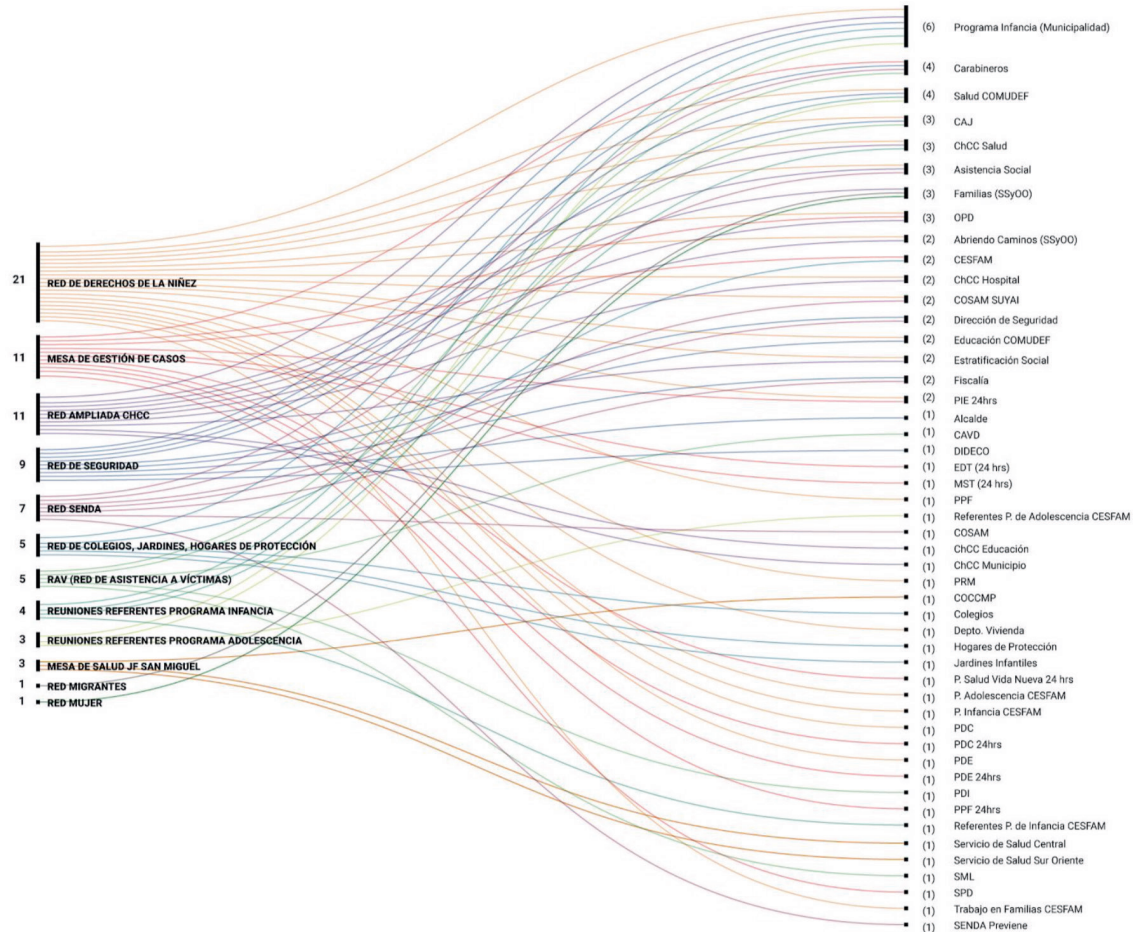 21 RED DE DERECHOS DE LA NIÑEZ
11 MESA DE GESTIÓN DE CASOS
11 RED AMPLIADA CHCC
9 RED DE SEGURIDAD
7 RED SENDA
5 RED DE COLEGIOS, JARDINES, HOGARES DE PROTECCIÓN
5 RAV (RED DE ASISTENCIA A VÍCTIMAS)
4 REUNIONES REFERENTES PROGRAMA INFANCIA
3 REUNIONES REFERENTES PROGRAMA ADOLESCENCIA
3 MESA DE SALUD JF SAN MIGUEL
1 RED MIGRANTES
1 RED MUJER
(6) Programa Infancia (Municipalidad)
(4) Carabineros
(4) Salud COMUDEF
(3) CAJ
(3) ChCC Salud
(3) Asistencia Social
(3) Familias (SSyOO)
(3) OPD
(2) Abriendo Caminos (SSyOO)
(2) CESFAM
(2) ChCC Hospital
(2) COSAM SUYAI
(2) Dirección de Seguridad
(2) Educación COMUDEF
(2) Estratificación Social
(2) Fiscalía
(2) PIE 24hrs
(1) Alcalde
(1) CAVD
(1) DIDECO
(1) EDT (24 hrs)
(1) MST (24 hrs)
(1) PPF
(1) Referentes P. de Adolescencia CESFAM
(1) COSAM
(1) ChCC Educación
(1) ChCC Municipio
(1) PRM
(1) COCCMP
(1) Colegios
(1) Depto. Vivienda
(1) Hogares de Protección
(1) Jardines Infantiles
(1) P. Salud Vida Nueva 24 hrs
(1) P. Adolescencia CESFAM
(1) P. Infancia CESFAM
(1) PDC
(1) PDC 24hrs
(1) PDE
(1) PDE 24hrs
(1) PDI
(1) PPF 24hrs
(1) Referentes P. de Infancia CESFAM
(1) Servicio de Salud Central
(1) Servicio de Salud Sur Oriente
(1) SML
(1) SPD
(1) Trabajo en Familias CESFAM
(1) SENDA Previene